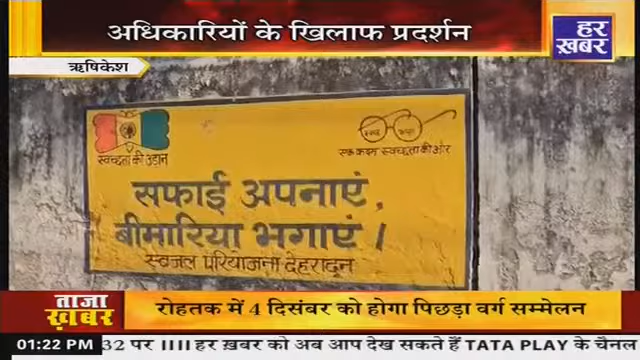 अधिकारियों के खिलाफ प्रदर्शन
हर
ख़बर
ऋषिकेश
स्वच्छता की उड़ान
स्वच्छ भारत
एक कदम स्वच्छता की ओर
सफाई अपनाएं,
बीमारिया भगाएं।
स्वजल परियोजना देहरादून
ताजा
ख़बर
रोहतक में 4 दिसंबर को होगा पिछड़ा वर्ग सम्मेलन
01:22 PM
32 पर IIII हर ख़बर को अब आप देख सकते हैं TATA PLAY के चैनल